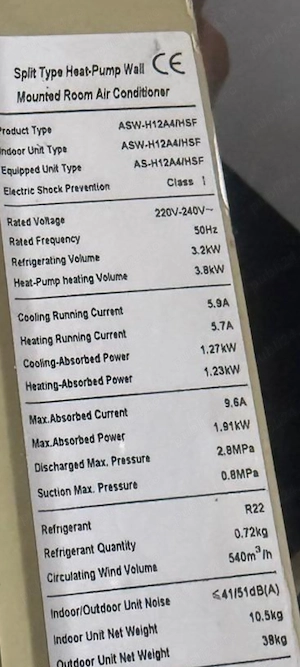 Split Type Heat-Pump Wall CE
Mounted Room Air Conditioner
Product Type ASW-H12A4/HSF
Indoor Unit Type ASW-H12A4/HSF
Equipped Unit Type AS-H12A4/HSF
Electric Shock Prevention Class I
Rated Voltage 220V-240V~
Rated Frequency 50Hz
Refrigerating Volume 3.2kW
Heat-Pump heating Volume 3.8kW
Cooling Running Current 5.9A
Heating Running Current 5.7A
Cooling-Absorbed Power 1.27kW
Heating-Absorbed Power 1.23kW
Max.Absorbed Current 9.6A
Max.Absorbed Power 1.91kW
Discharged Max. Pressure 2.8MPa
Suction Max. Pressure 0.8MPa
Refrigerant R22
Refrigerant Quantity 0.72kg
Circulating Wind Volume 540m³/h
Indoor/Outdoor Unit Noise ≤41/51dB(A)
Indoor Unit Net Weight 10.5kg
Outdoor Unit Net Weight 38kg